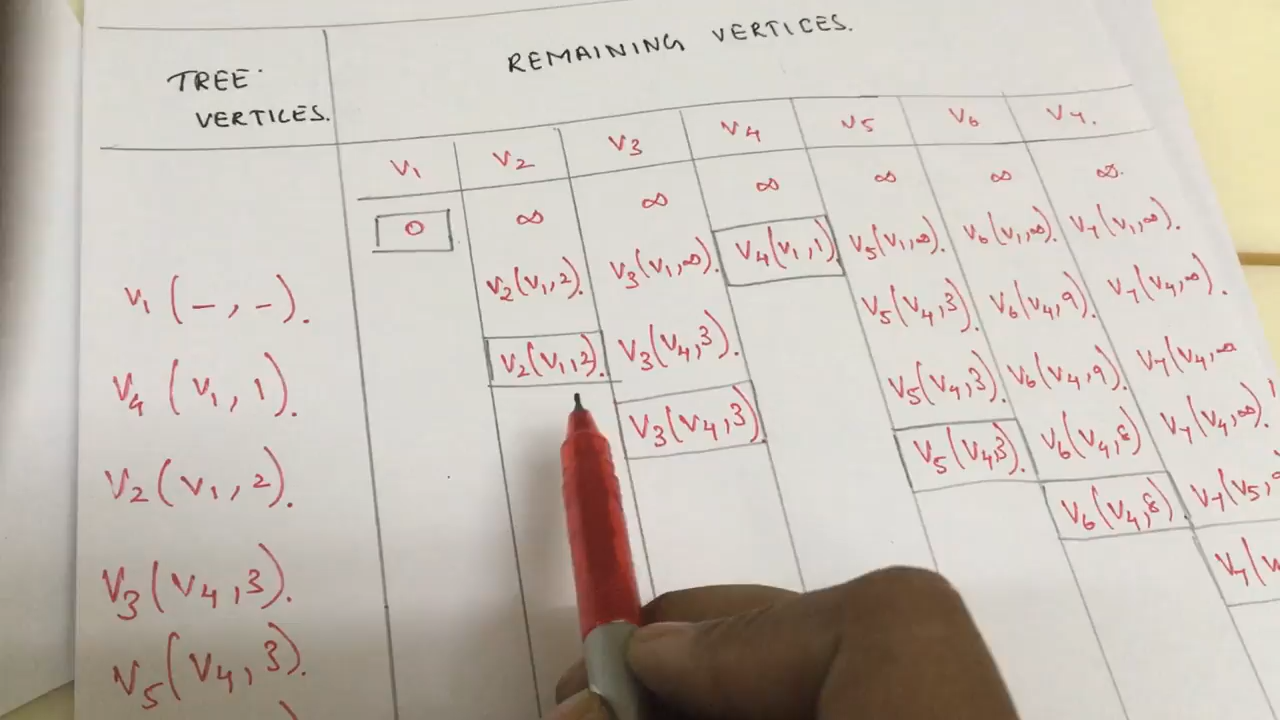 TREE VERTICES. REMAINING VERTICES.
V1 V2 V3 V4 V5 V6 V7.
0 ∞ ∞ ∞ ∞ ∞ ∞.
V1(-,-). V2(V1,2). V3(V1,∞). V4(V1,1). V5(V1,∞). V6(V1,∞). V7(V1,∞).
V4(V1,1). V2(V1,2). V3(V4,3). V5(V4,3). V6(V4,9). V7(V4,∞).
V2(V1,2). V3(V4,3) V5(V4,3). V6(V4,9). V7(V4,∞
V3(V4,3). V5(V4,3). V6(V4,8) V7(V4,∞).
V5(V4,3). V6(V4,8) V7(V5,
V7(